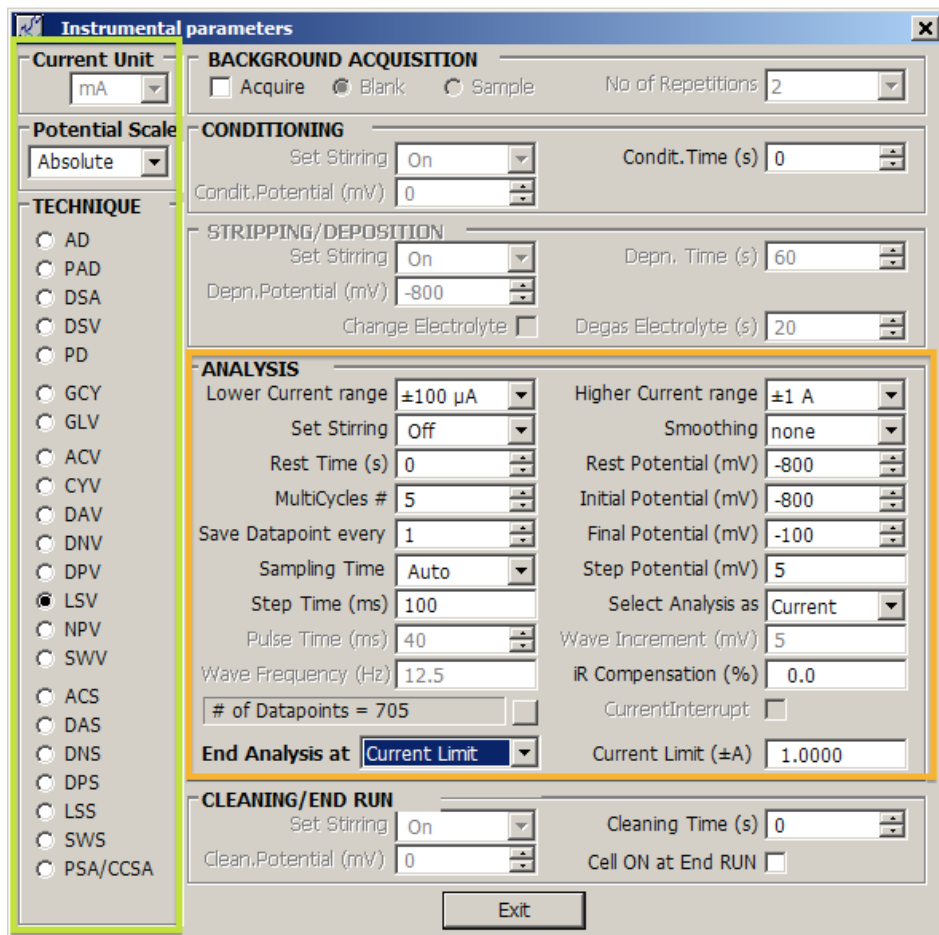 Instrumental parameters
Current Unit
mA
Potential Scale
Absolute
TECHNIQUE
AD
PAD
DSA
DSV
PD
GCY
GLV
ACV
CYV
DAV
DNV
DPV
LSV
NPV
SWV
ACS
DAS
DNS
DPS
LSS
SWS
PSA/CCSA
BACKGROUND ACQUISITION
Acquire Blank Sample No of Repetitions 2
CONDITIONING
Set Stirring On Condit.Time (s) 0
Condit.Potential (mV) 0
STRIPPING/DEPOSITION
Set Stirring On Depn. Time (s) 60
Depn.Potential (mV) -800
Change Electrolyte Degas Electrolyte (s) 20
ANALYSIS
Lower Current range ±100 µA Higher Current range ±1 A
Set Stirring Off Smoothing none
Rest Time (s) 0 Rest Potential (mV) -800
MultiCycles # 5 Initial Potential (mV) -800
Save Datapoint every 1 Final Potential (mV) -100
Sampling Time Auto Step Potential (mV) 5
Step Time (ms) 100 Select Analysis as Current
Pulse Time (ms) 40 Wave Increment (mV) 5
Wave Frequency (Hz) 12.5 iR Compensation (%) 0.0
# of Datapoints = 705 CurrentInterrupt
End Analysis at Current Limit Current Limit (±A) 1.0000
CLEANING/END RUN
Set Stirring On Cleaning Time (s) 0
Clean.Potential (mV) 0 Cell ON at End RUN
Exit